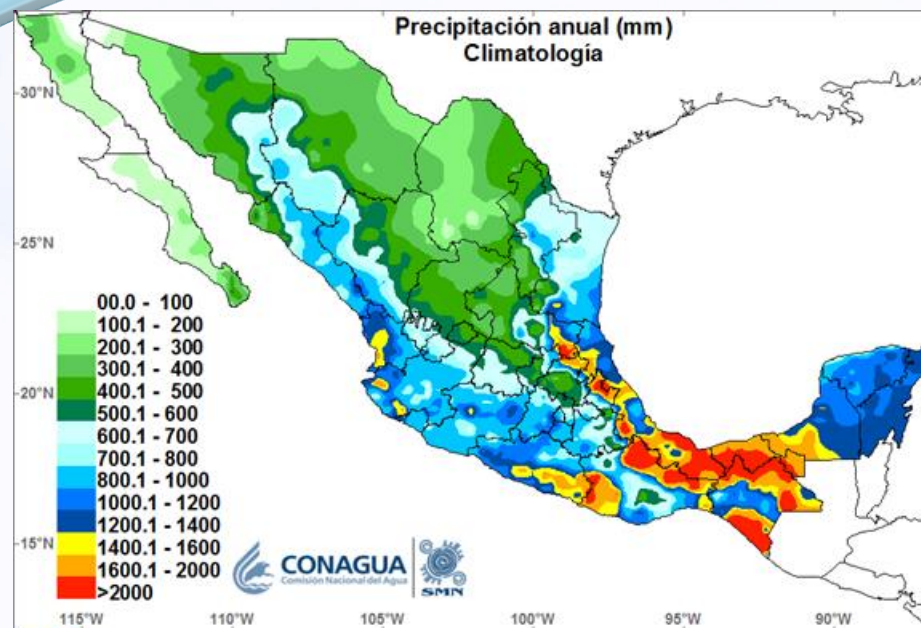 Precipitación anual (mm)
Climatología
30°N
25°N
20°N
15°N
00.0 - 100
100.1 - 200
200.1 - 300
300.1 - 400
400.1 - 500
500.1 - 600
600.1 - 700
700.1 - 800
800.1 - 1000
1000.1 - 1200
1200.1 - 1400
1400.1 - 1600
1600.1 - 2000
>2000
CONAGUA
Comisión Nacional del Agua
SMN
115°W
110°W
105°W
100°W
95°W
90°W